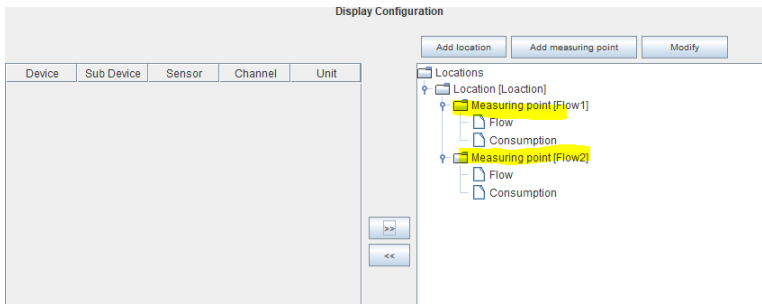 Display Configuration
Add location Add measuring point Modify
Device Sub Device Sensor Channel Unit
Locations
Location [Loaction]
Measuring point [Flow1]
Flow
Consumption
Measuring point [Flow2]
Flow
Consumption
>>
<<